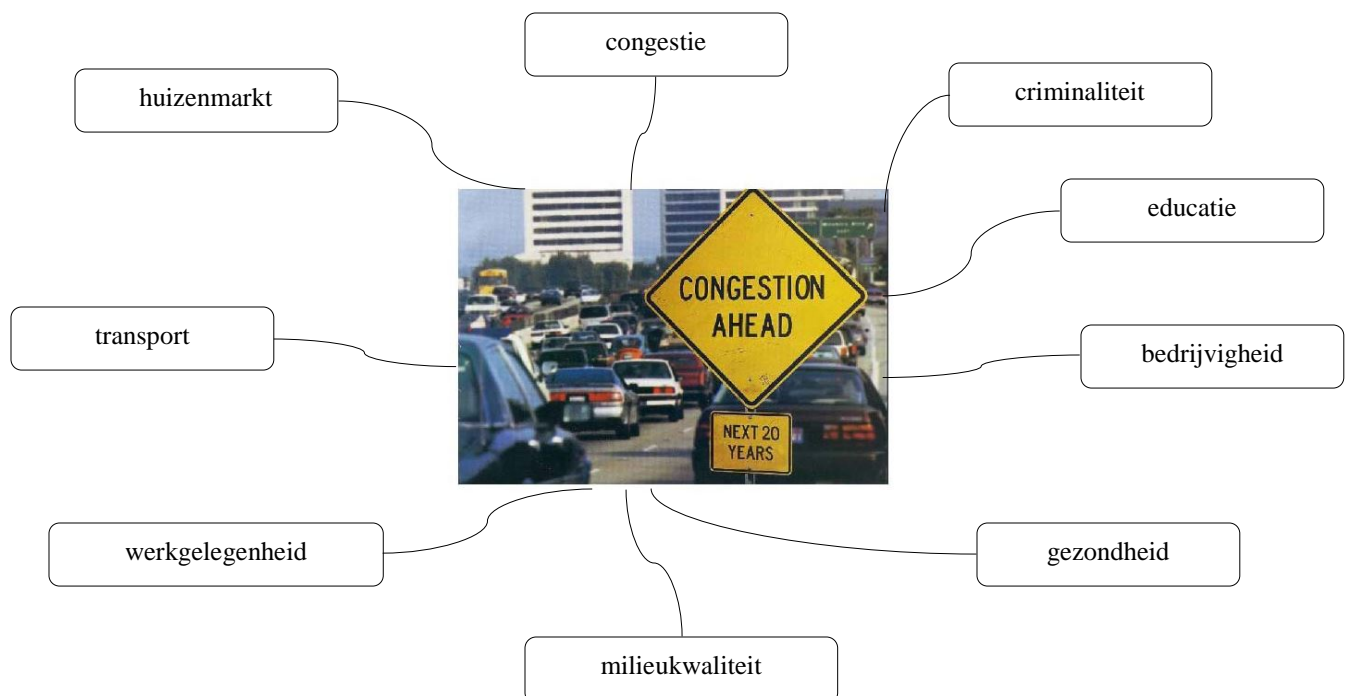 congestie
huizenmarkt
criminaliteit
educatie
CONGESTION
AHEAD
transport
bedrijvigheid
NEXT 20
YEARS
werkgelegenheid
gezondheid
milieukwaliteit